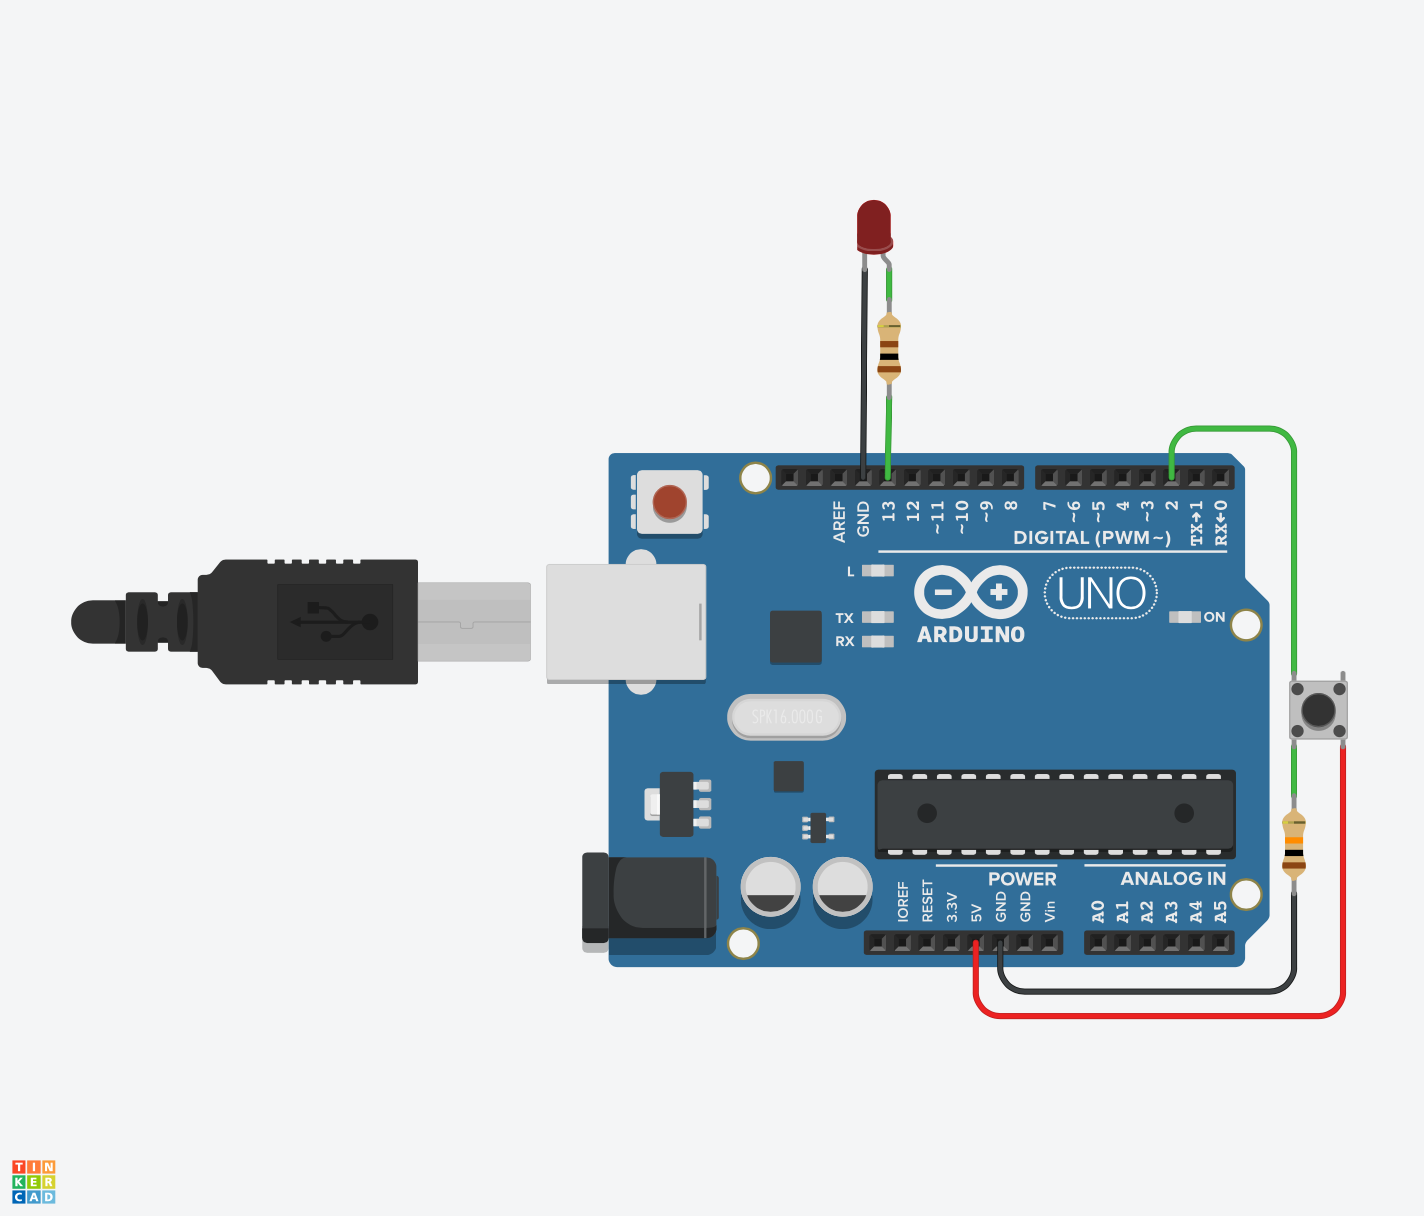 AREF
GND
13
12
~11
~10
~9
8
7
~6
~5
4
~3
2
TX→1
RX←0
DIGITAL (PWM~)
L
TX
RX
UNO
ARDUINO
ON
SPK16.000G
POWER
ANALOG IN
IOREF
RESET
3.3V
5V
GND
GND
Vin
A0
A1
A2
A3
A4
A5
TIN
KER
CAD